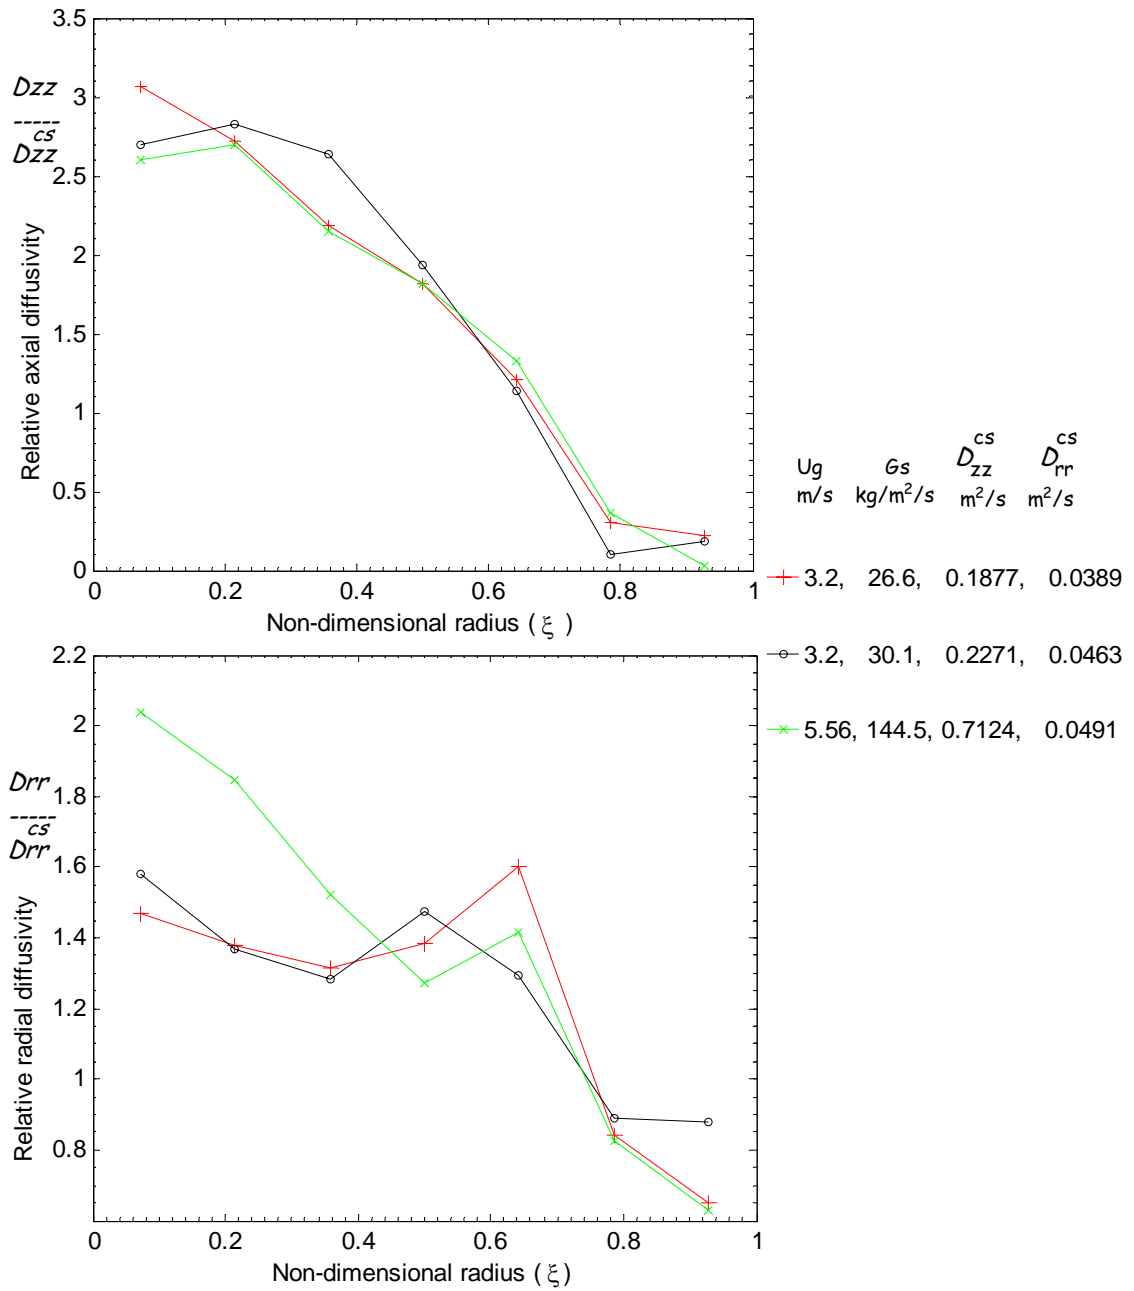 3.5
3
2.5
2
1.5
1
0.5
0
Dzz
-----
cs
Dzz
Relative axial diffusivity
0 0.2 0.4 0.6 0.8 1
Non-dimensional radius ( ξ )
2.2
2
1.8
1.6
1.4
1.2
1
0.8
Drr
-----
cs
Drr
Relative radial diffusivity
0 0.2 0.4 0.6 0.8 1
Non-dimensional radius ( ξ)
Ug Gs D_zz^cs D_rr^cs
m/s kg/m²/s m²/s m²/s
3.2, 26.6, 0.1877, 0.0389
3.2, 30.1, 0.2271, 0.0463
5.56, 144.5, 0.7124, 0.0491